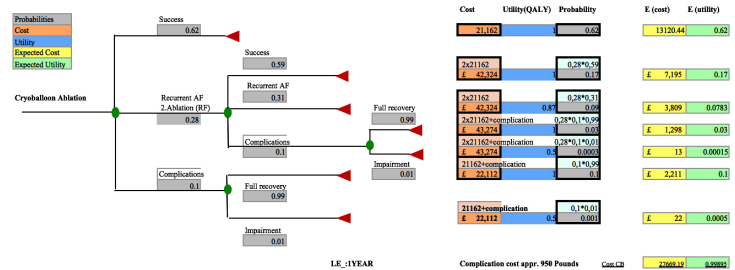 Probabilities
Cost
Utility
Expected Cost
Expected Utility
Cryoballoon Ablation
Success
0.62
Recurrent AF
2.Ablation (RF)
0.28
Complications
0.1
Success
0.59
Recurrent AF
0.31
Complications
0.1
Full recovery
0.99
Impairment
0.01
Full recovery
0.99
Impairment
0.01
LE_:1YEAR
Cost Utility(QALY) Probability E (cost) E (utility)
21,162 1 0.62 13120.44 0.62
2x21162 0,28*0,59
£ 42,324 1 0.17 £ 7,195 0.17
2x21162 0,28*0,31
£ 42,324 0.87 0.09 £ 3,809 0.0783
2x21162+complication 0,28*0,1*0,99
£ 43,274 1 0.03 £ 1,298 0.03
2x21162+complication 0,28*0,1*0,01
£ 43,274 0.5 0.0003 £ 13 0.00015
21162+complication 0,1*0,99
£ 22,112 1 0.1 £ 2,211 0.1
21162+complication 0,1*0,01
£ 22,112 0.5 0.001 £ 22 0.0005
Complication cost appr. 950 Pounds Cost CB 27669.19 0.99895